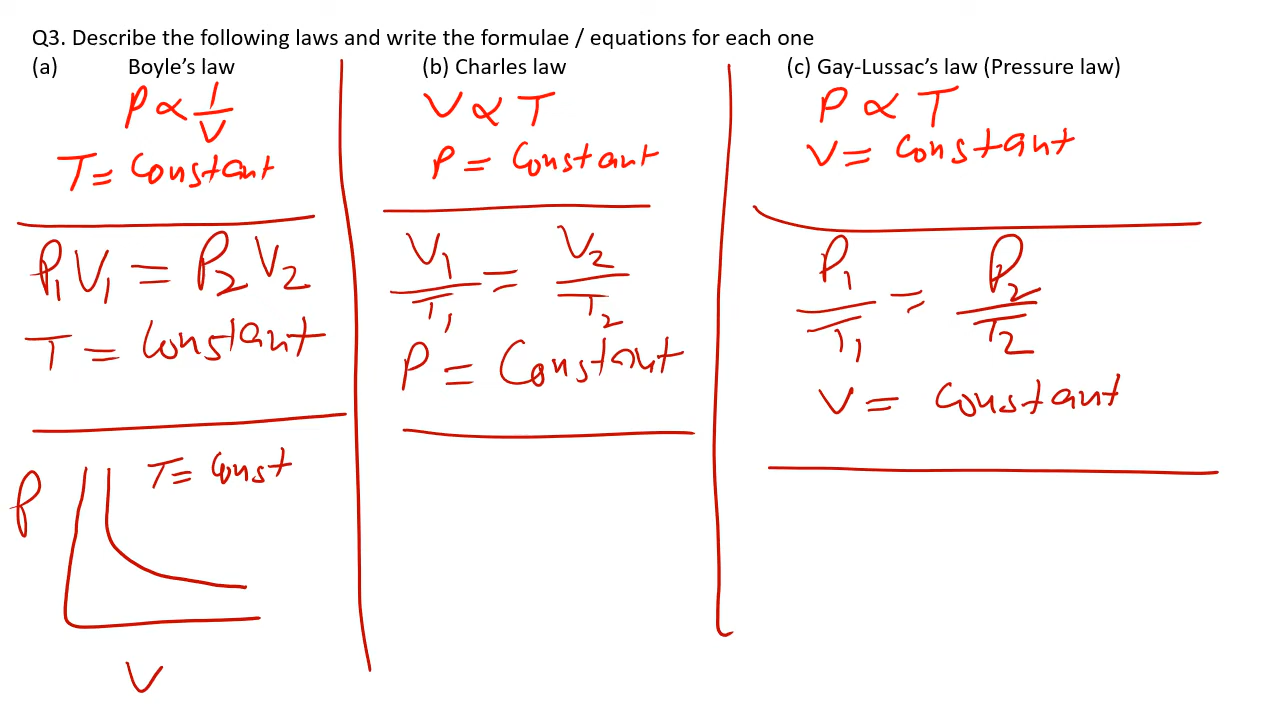 Q3. Describe the following laws and write the formulae / equations for each one
(a) Boyle's law
P ∝ 1/V
T = Constant
P₁V₁ = P₂V₂
T = Constant
T = Const
P
V
(b) Charles law
V ∝ T
P = Constant
V₁/T₁ = V₂/T₂
P = Constant
(c) Gay-Lussac's law (Pressure law)
P ∝ T
V = Constant
P₁/T₁ = P₂/T₂
V = Constant